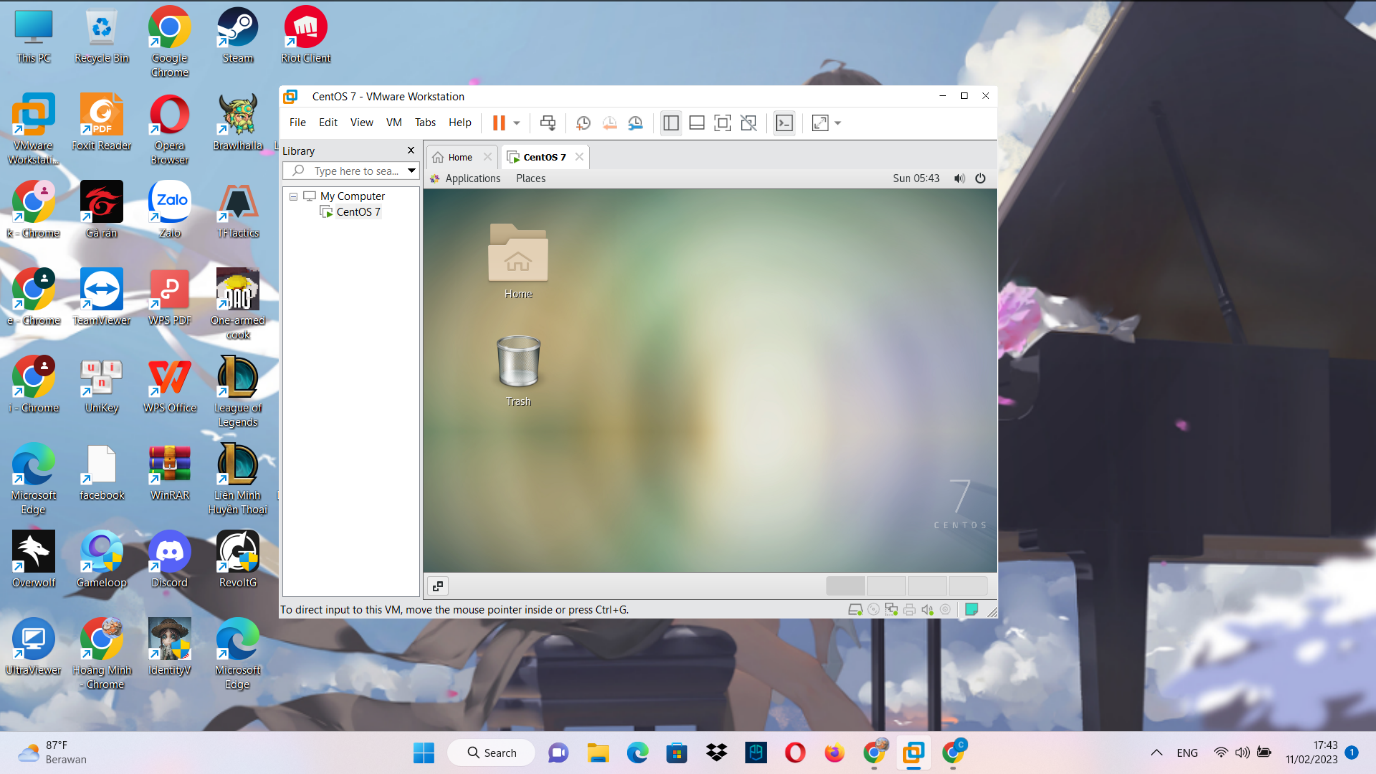 This PC
Recycle Bin
Google
Chrome
Steam
Riot Client
VMware
Workstat...
Foxit Reader
Opera
Browser
Brawlhalla
k - Chrome
Gà rán
Zalo
Zalo
TFTactics
e - Chrome
TeamViewer
WPS PDF
One-armed
cook
i - Chrome
UniKey
WPS Office
League of
Legends
Microsoft
Edge
facebook
WinRAR
Liên Minh
Huyền Thoại
Overwolf
Gameloop
Discord
RevoltG
UltraViewer
Hoàng Minh
- Chrome
IdentityV
Microsoft
Edge
CentOS 7 - VMware Workstation
File Edit View VM Tabs Help
Library
Type here to sea...
My Computer
CentOS 7
Home
CentOS 7
Applications Places
Sun 05:43
Home
Trash
7
CENTOS
To direct input to this VM, move the mouse pointer inside or press Ctrl+G.
87°F
Berawan
Search
ENG
17:43
11/02/2023
1